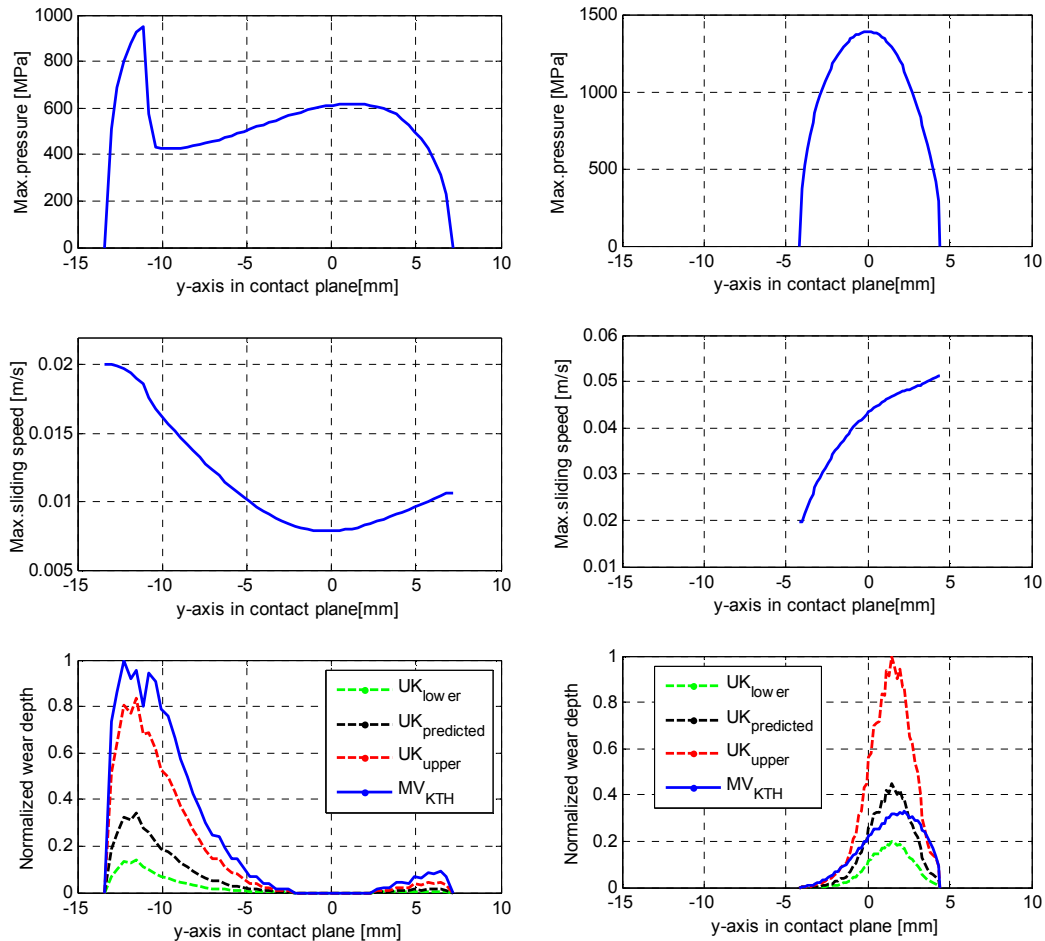 Max.pressure [MPa]
1000
800
600
400
200
0
-15 -10 -5 0 5 10
y-axis in contact plane[mm]
Max.pressure [MPa]
1500
1000
500
0
-15 -10 -5 0 5 10
y-axis in contact plane[mm]
Max.sliding speed [m/s]
0.02
0.015
0.01
0.005
-15 -10 -5 0 5 10
y-axis in contact plane[mm]
Max.sliding speed [m/s]
0.06
0.05
0.04
0.03
0.02
0.01
-15 -10 -5 0 5 10
y-axis in contact plane[mm]
Normalized wear depth
1
0.8
0.6
0.4
0.2
0
UKlower
UKpredicted
UKupper
MVKTH
-15 -10 -5 0 5 10
y-axis in contact plane [mm]
Normalized wear depth
1
0.8
0.6
0.4
0.2
0
UKlower
UKpredicted
UKupper
MVKTH
-15 -10 -5 0 5 10
y-axis in contact plane [mm]